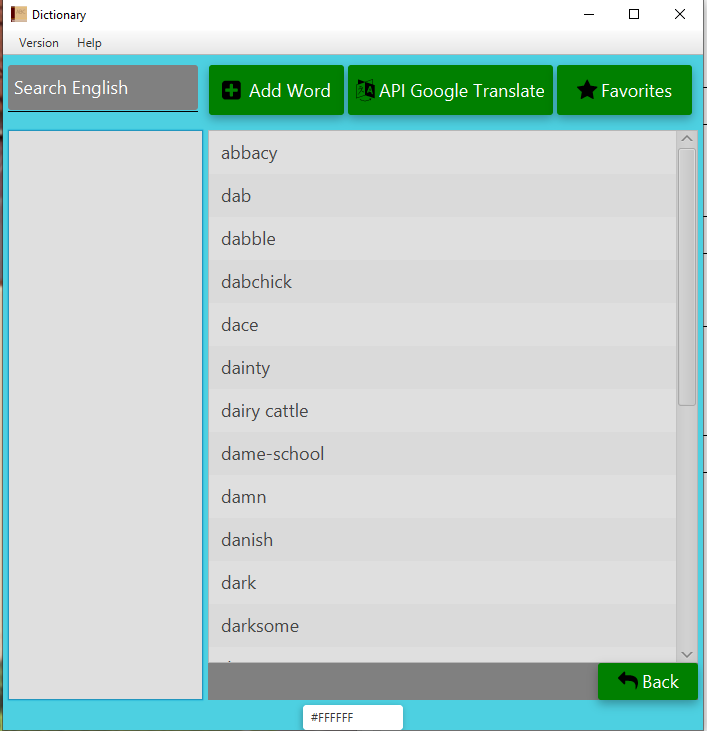 Dictionary
Version Help
Search English
Add Word
API Google Translate
Favorites
abbacy
dab
dabble
dabchick
dace
dainty
dairy cattle
dame-school
damn
danish
dark
darksome
Back
#FFFFFF